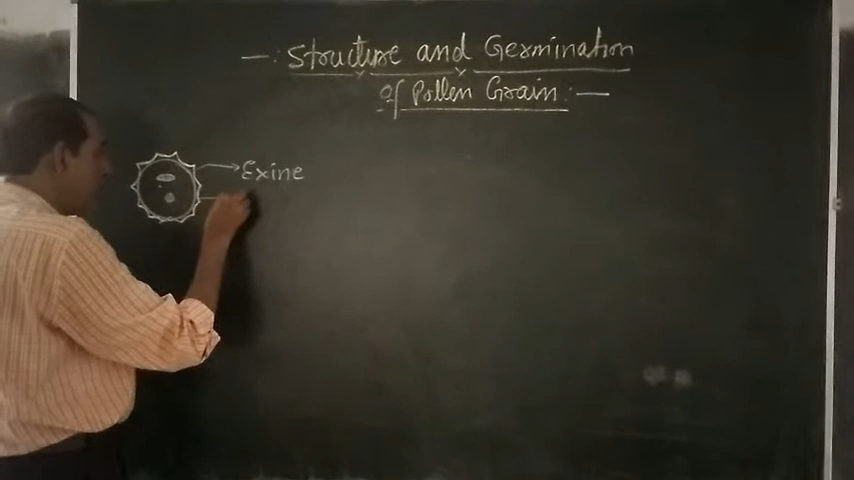 —: Structure and Germination
of Pollen Grain :—
Exine